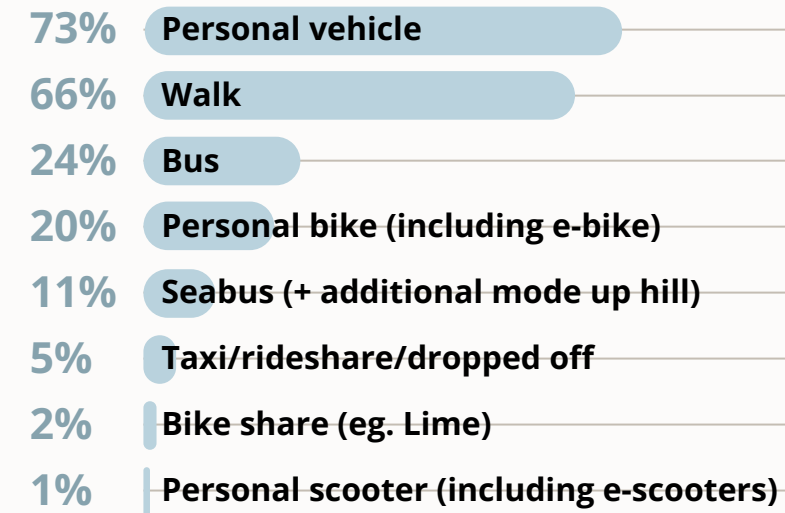 73% Personal vehicle
66% Walk
24% Bus
20% Personal bike (including e-bike)
11% Seabus (+ additional mode up hill)
5% Taxi/rideshare/dropped off
2% Bike share (eg. Lime)
1% Personal scooter (including e-scooters)